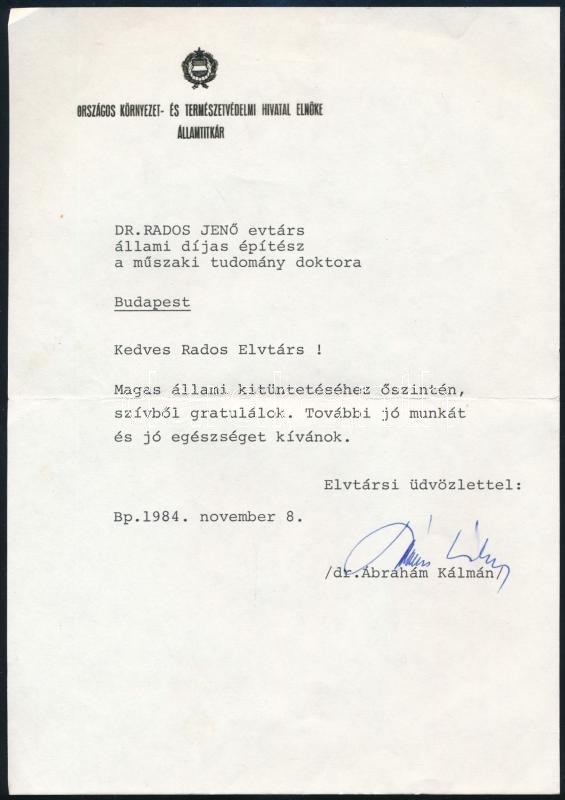 ORSZÁGOS KÖRNYEZET- ÉS TERMÉSZETVÉDELMI HIVATAL ELNÖKE
ÁLLAMTITKÁR
DR.RADOS JENŐ evtárs
állami díjas építész
a műszaki tudomány doktora
Budapest
Kedves Rados Elvtárs !
Magas állami kitüntetéséhez őszintén,
szívből gratulálok. További jó munkát
és jó egészséget kívánok.
Elvtársi üdvözlettel:
Bp.1984. november 8.
/dr.Ábrahám Kálmán/